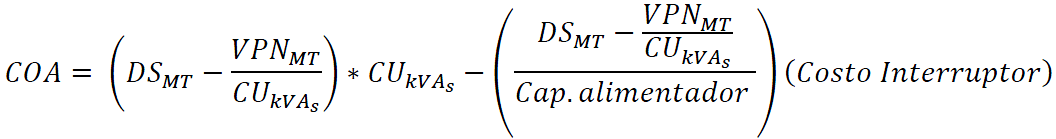 COA = (DS_MT − VPN_MT / CU_kVAs) * CU_kVAs − ((DS_MT − VPN_MT / CU_kVAs) / Cap. alimentador) (Costo Interruptor)